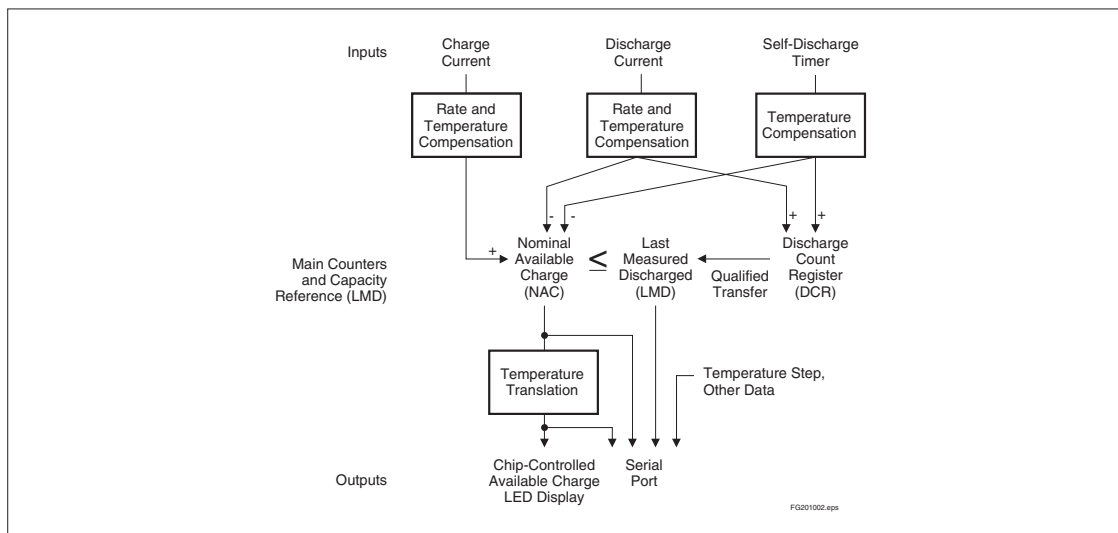 Inputs
Charge
Current
Discharge
Current
Self-Discharge
Timer
Rate and
Temperature
Compensation
Rate and
Temperature
Compensation
Temperature
Compensation
- - + +
+
Main Counters
and Capacity
Reference (LMD)
Nominal
Available
Charge
(NAC)
≤
Last
Measured
Discharged
(LMD)
Qualified
Transfer
Discharge
Count
Register
(DCR)
Temperature
Translation
Temperature Step,
Other Data
Outputs
Chip-Controlled
Available Charge
LED Display
Serial
Port
FG201002.eps